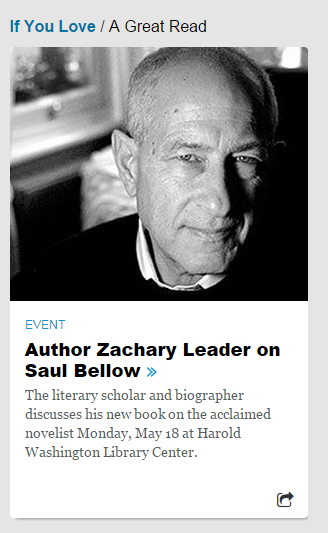 If You Love / A Great Read
EVENT
Author Zachary Leader on
Saul Bellow »
The literary scholar and biographer
discusses his new book on the acclaimed
novelist Monday, May 18 at Harold
Washington Library Center.